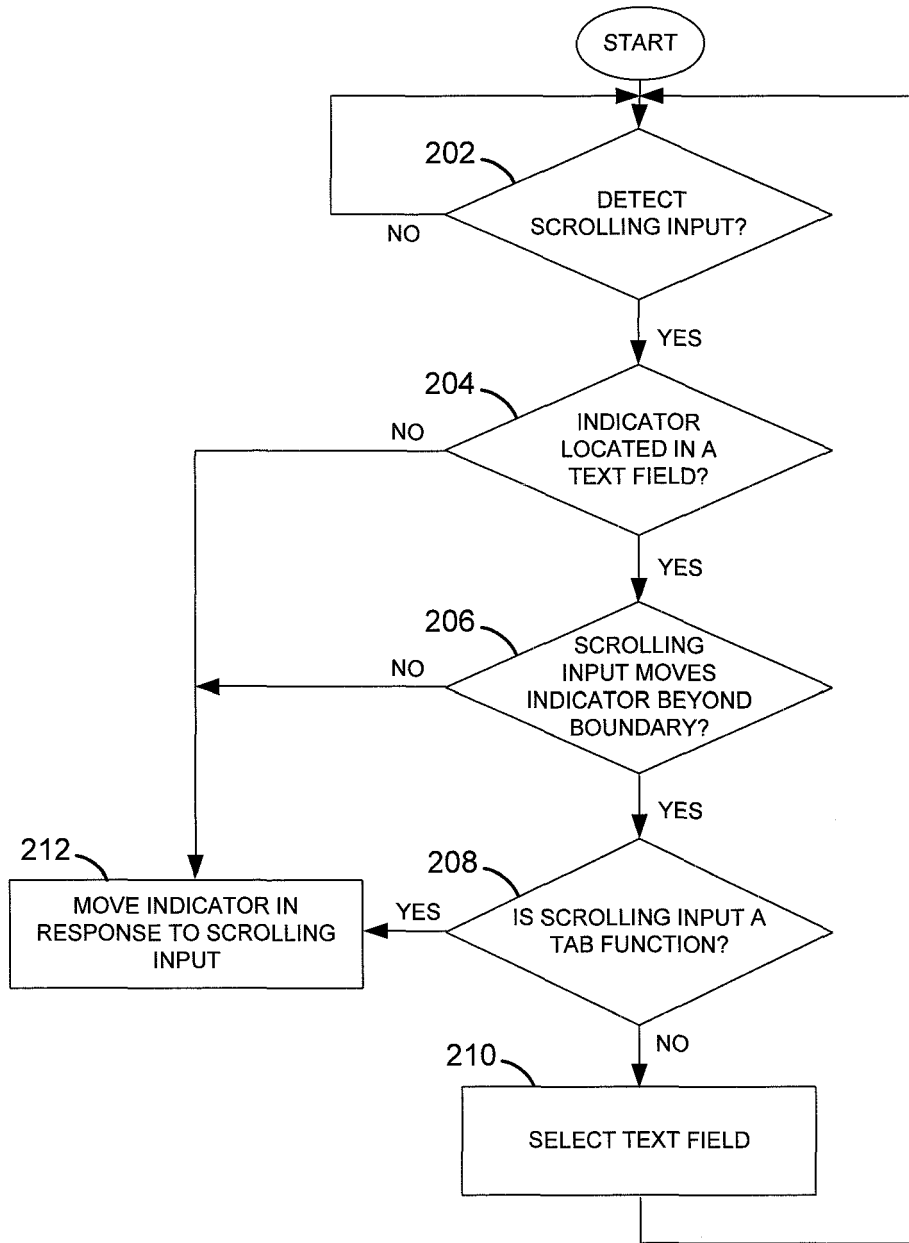 START
202
DETECT
SCROLLING INPUT?
NO
YES
204
INDICATOR
LOCATED IN A
TEXT FIELD?
NO
YES
206
SCROLLING
INPUT MOVES
INDICATOR BEYOND
BOUNDARY?
NO
YES
212
MOVE INDICATOR IN
RESPONSE TO SCROLLING
INPUT
208
YES
IS SCROLLING INPUT A
TAB FUNCTION?
NO
210
SELECT TEXT FIELD